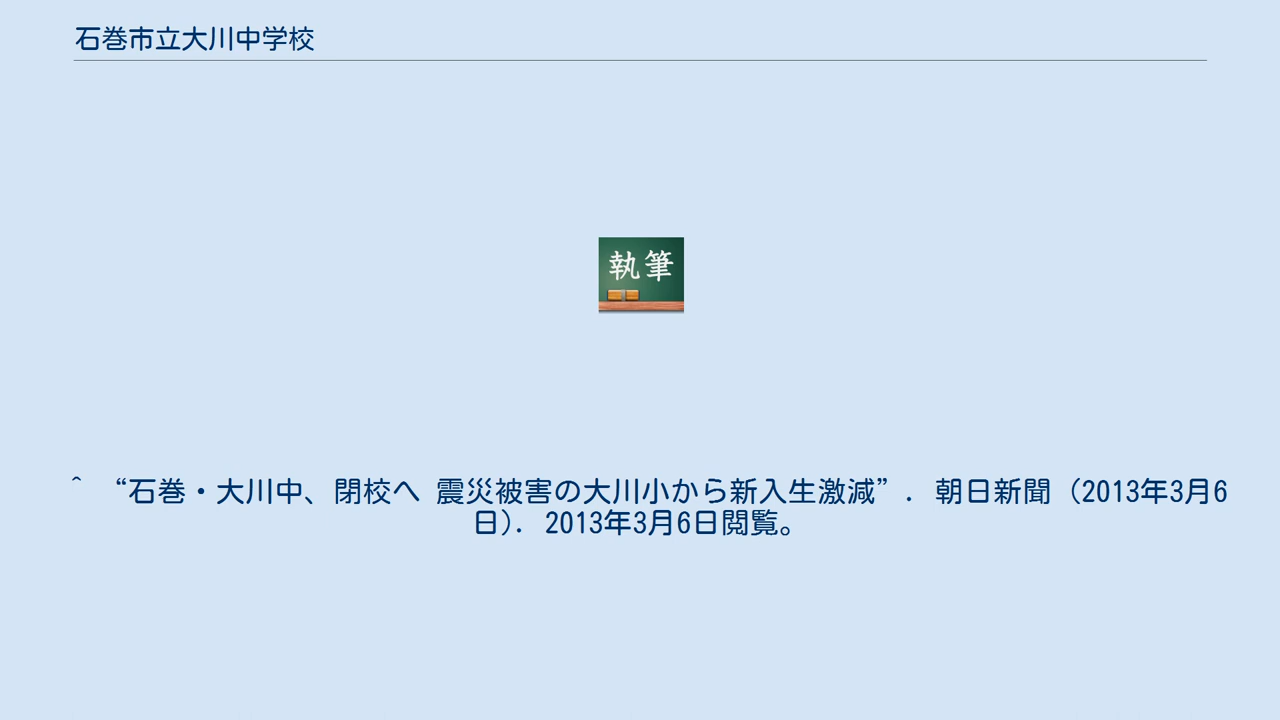 石巻市立大川中学校
執筆
^ “石巻・大川中、閉校へ 震災被害の大川小から新入生激減”. 朝日新聞 (2013年3月6
日). 2013年3月6日閲覧。